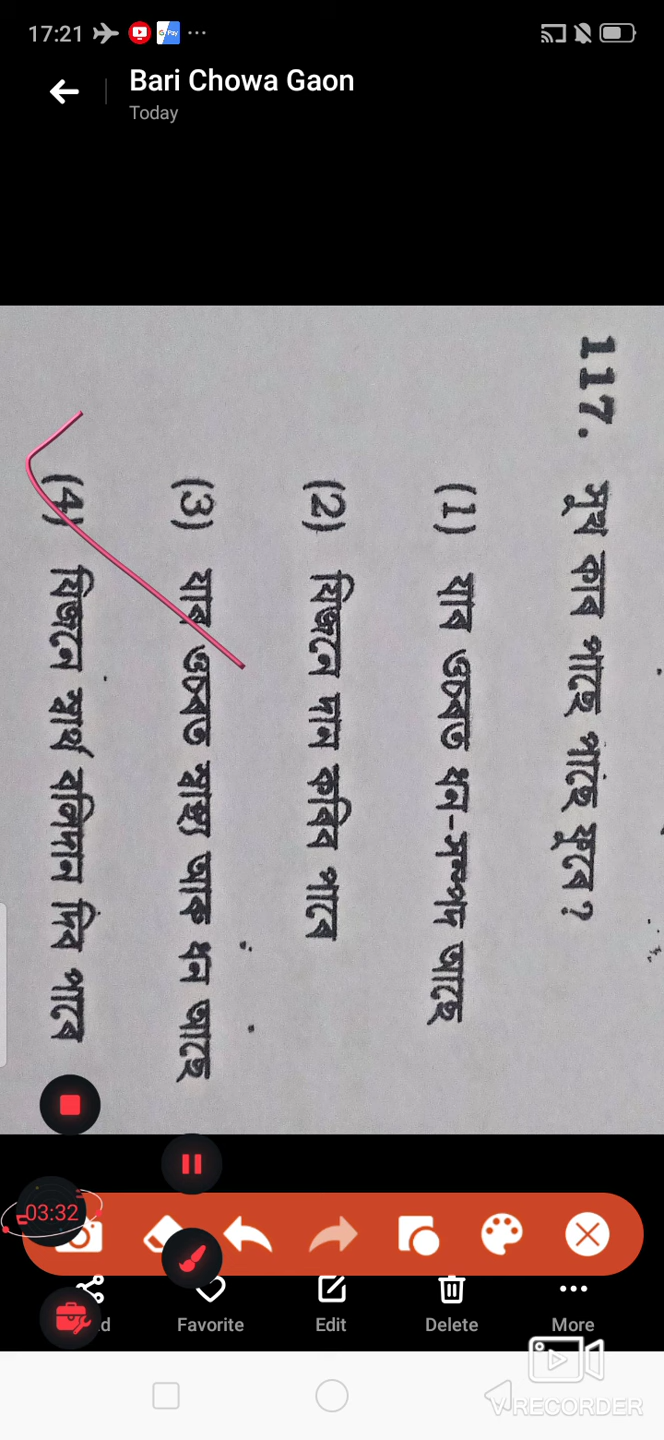 17:21
Bari Chowa Gaon
Today
117. সুখ কাৰ পাছে পাছে ঘূৰে?
(1) যাৰ ওচৰত ধন-সম্পদ আছে
(2) যিজনে দান কৰিব পাৰে
(3) যাৰ ওচৰত স্বাস্থ্য আৰু ধন আছে
(4) যিজনে স্বাৰ্থ বলিদান দিব পাৰে
03:32
Favorite
Edit
Delete
More
VRECORDER